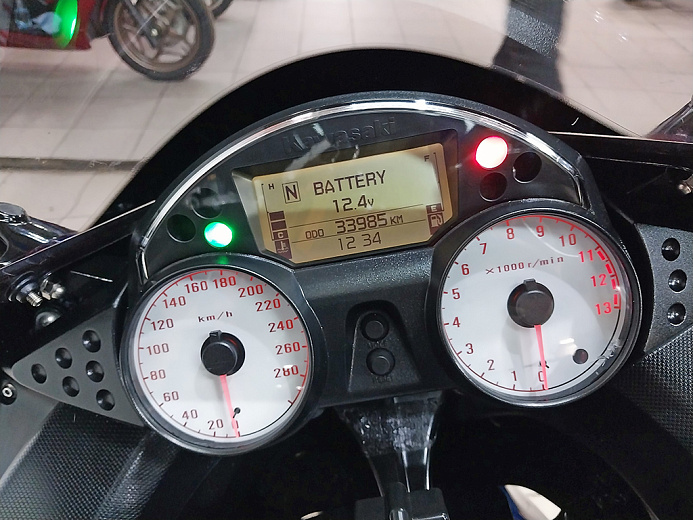 Kawasaki
H
F
N BATTERY
12.4v
C
ODO 33985 KM
E
12 34
km/h
20
40
60
80
100
120
140
160
180
200
220
240
260
280
x1000 r/min
0
1
2
3
4
5
6
7
8
9
10
11
12
13